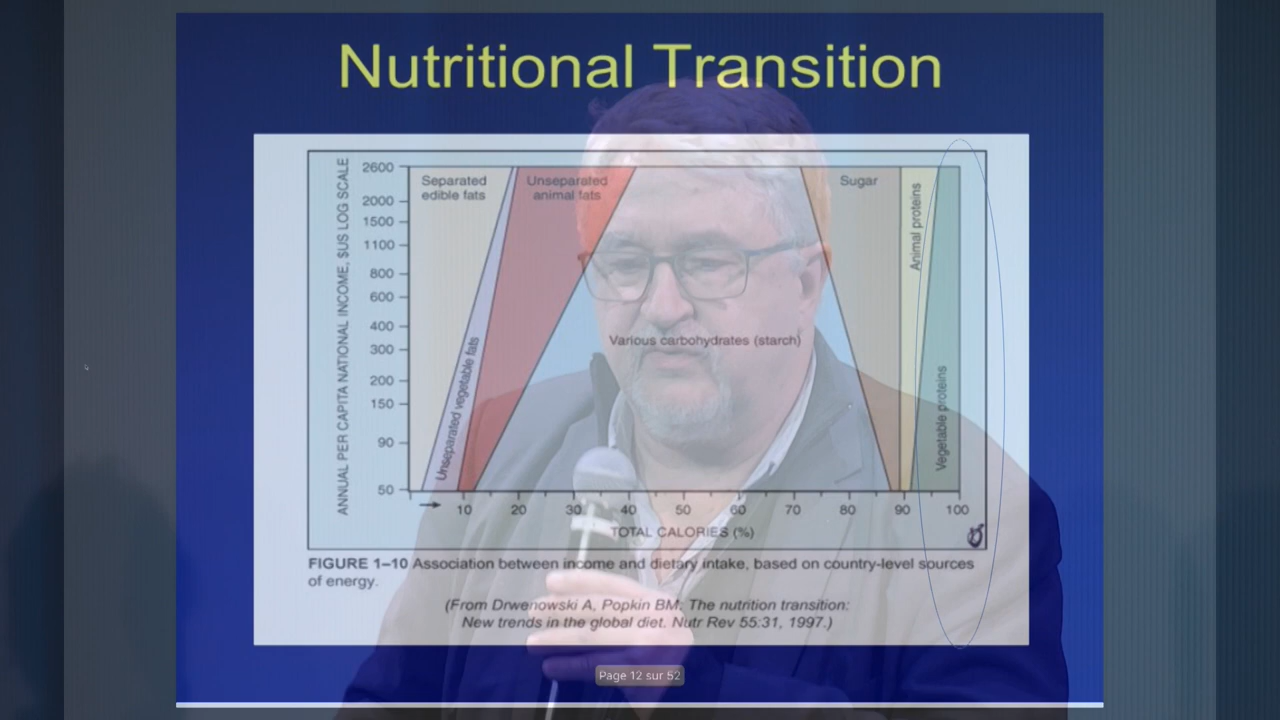 Nutritional Transition
ANNUAL PER CAPITA NATIONAL INCOME, $US LOG SCALE
2600
2000
1500
1100
800
600
400
300
200
150
90
50
Separated
edible fats
Unseparated
animal fats
Sugar
Animal proteins
Various carbohydrates (starch)
Unseparated vegetable fats
Vegetable proteins
10 20 30 40 50 60 70 80 90 100
TOTAL CALORIES (%)
FIGURE 1–10 Association between income and dietary intake, based on country-level sources
of energy.
(From Drwenowski A, Popkin BM: The nutrition transition:
New trends in the global diet. Nutr Rev 55:31, 1997.)
Page 12 sur 52